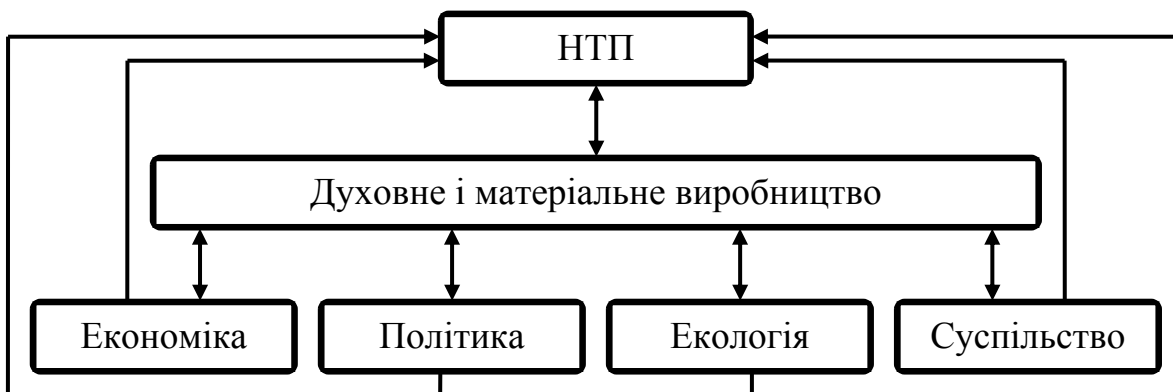 НТП
Духовне і матеріальне виробництво
Економіка
Політика
Екологія
Суспільство